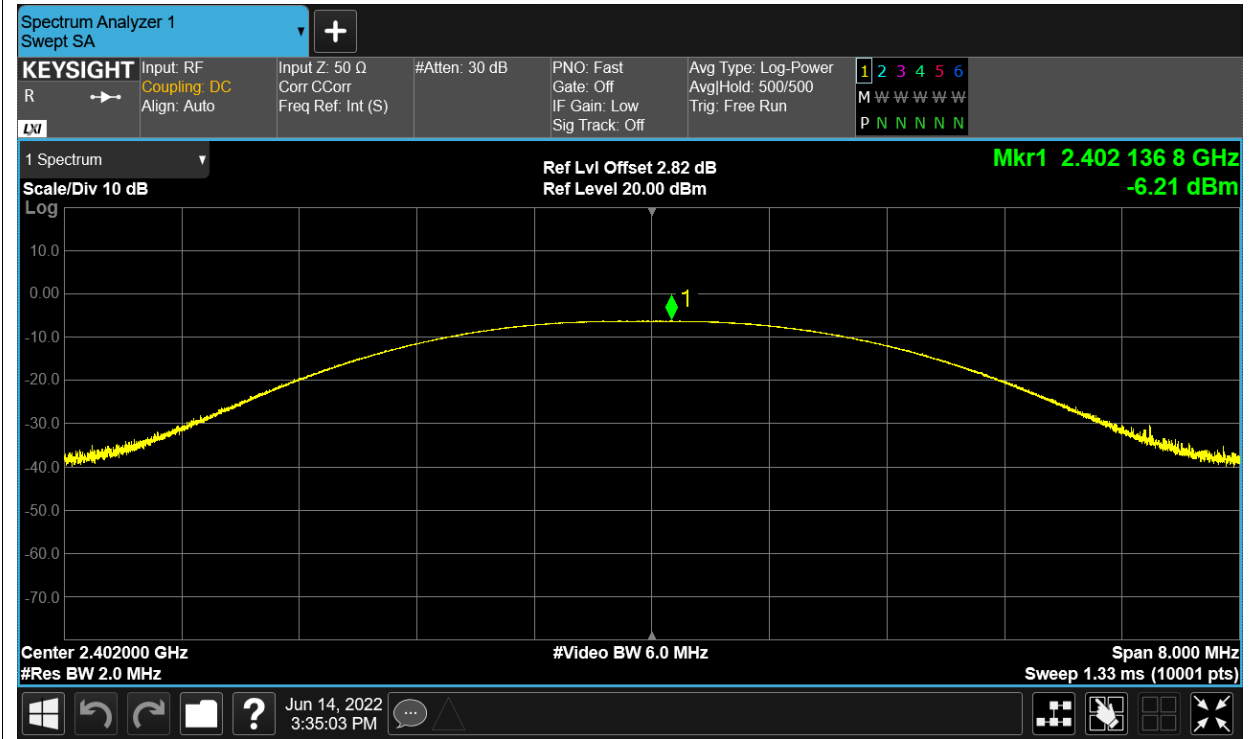 Spectrum Analyzer 1
Swept SA
KEYSIGHT
R
LXI
Input: RF
Coupling: DC
Align: Auto
Input Z: 50 Ω
Corr CCorr
Freq Ref: Int (S)
#Atten: 30 dB
PNO: Fast
Gate: Off
IF Gain: Low
Sig Track: Off
Avg Type: Log-Power
Avg|Hold: 500/500
Trig: Free Run
1 2 3 4 5 6
M W W W W W
P N N N N N
1 Spectrum
Scale/Div 10 dB
Log
Ref Lvl Offset 2.82 dB
Ref Level 20.00 dBm
Mkr1 2.402 136 8 GHz
-6.21 dBm
10.0
0.00
-10.0
-20.0
-30.0
-40.0
-50.0
-60.0
-70.0
1
Center 2.402000 GHz
#Res BW 2.0 MHz
#Video BW 6.0 MHz
Span 8.000 MHz
Sweep 1.33 ms (10001 pts)
?
Jun 14, 2022
3:35:03 PM